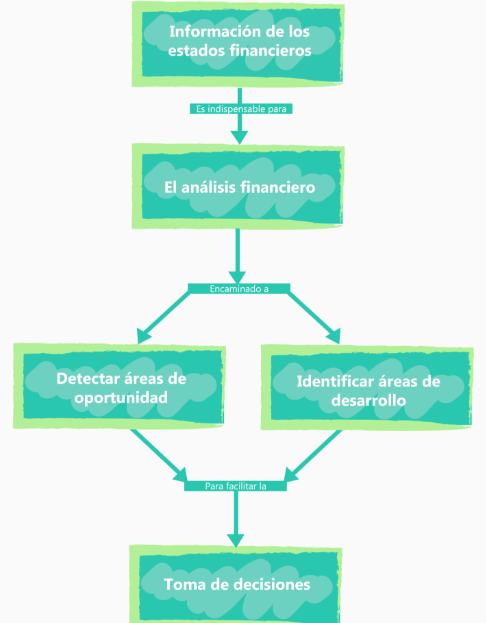 Información de los
estados financieros
Es indispensable para
El análisis financiero
Encaminado a
Detectar áreas de
oportunidad
Identificar áreas de
desarrollo
Para facilitar la
Toma de decisiones